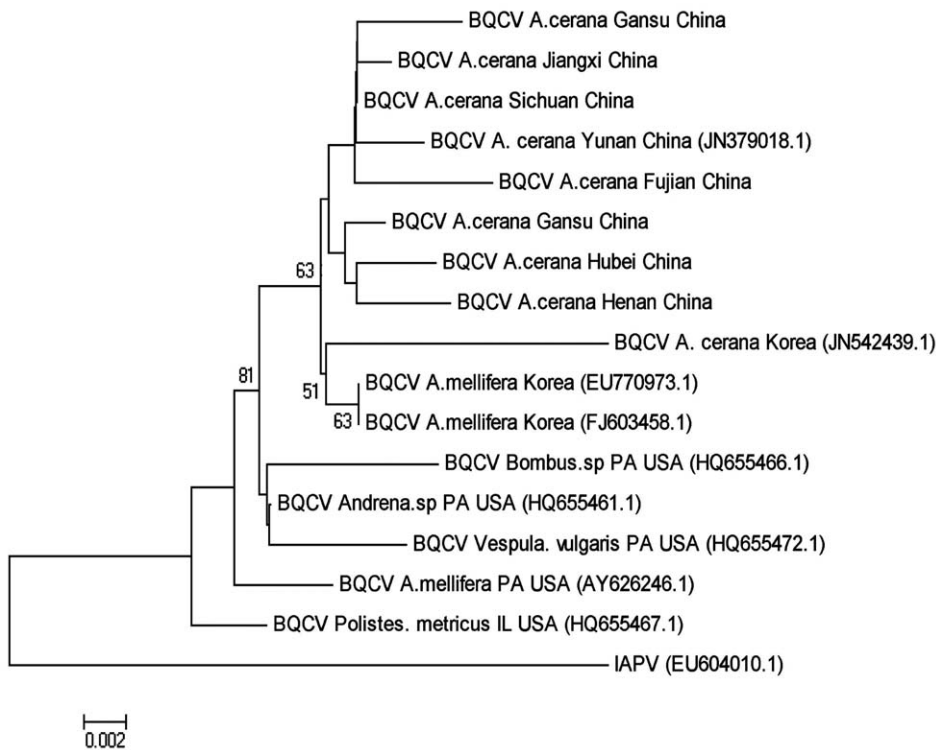 BQCV A.cerana Gansu China
BQCV A.cerana Jiangxi China
BQCV A.cerana Sichuan China
BQCV A. cerana Yunan China (JN379018.1)
BQCV A.cerana Fujian China
BQCV A.cerana Gansu China
BQCV A.cerana Hubei China
63
BQCV A.cerana Henan China
BQCV A. cerana Korea (JN542439.1)
81
BQCV A.mellifera Korea (EU770973.1)
51
63
BQCV A.mellifera Korea (FJ603458.1)
BQCV Bombus.sp PA USA (HQ655466.1)
BQCV Andrena.sp PA USA (HQ655461.1)
BQCV Vespula. vulgaris PA USA (HQ655472.1)
BQCV A.mellifera PA USA (AY626246.1)
BQCV Polistes. metricus IL USA (HQ655467.1)
IAPV (EU604010.1)
0.002